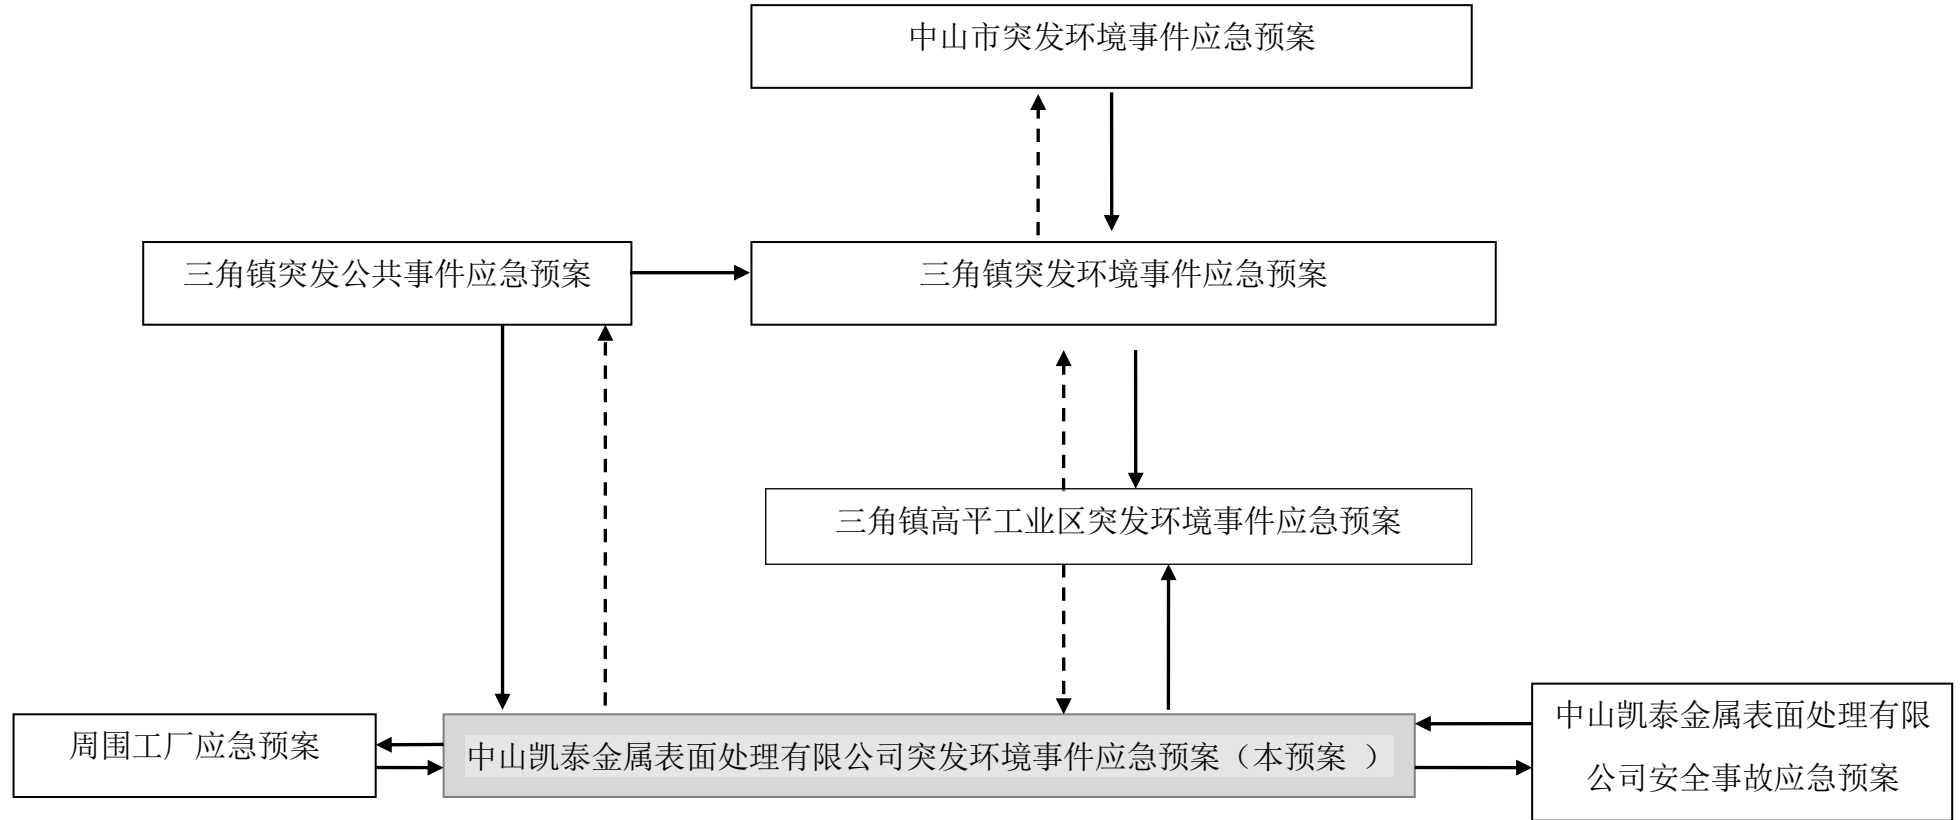 中山市突发环境事件应急预案
三角镇突发公共事件应急预案
三角镇突发环境事件应急预案
三角镇高平工业区突发环境事件应急预案
周围工厂应急预案
中山凯泰金属表面处理有限公司突发环境事件应急预案（本预案 ）
中山凯泰金属表面处理有限
公司安全事故应急预案